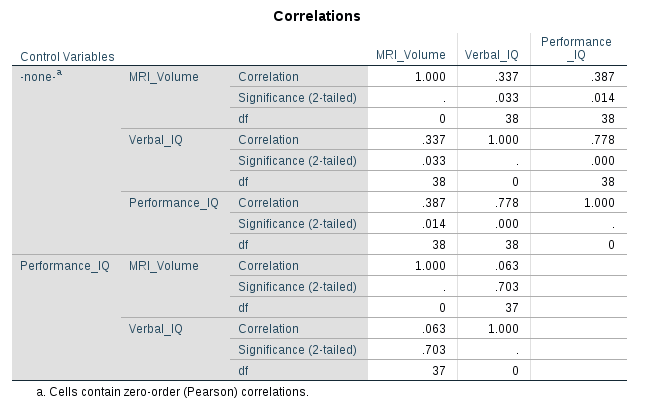 Correlations
Control Variables MRI_Volume Verbal_IQ Performance
_IQ
-none-a MRI_Volume Correlation 1.000 .337 .387
Significance (2-tailed) . .033 .014
df 0 38 38
Verbal_IQ Correlation .337 1.000 .778
Significance (2-tailed) .033 . .000
df 38 0 38
Performance_IQ Correlation .387 .778 1.000
Significance (2-tailed) .014 .000 .
df 38 38 0
Performance_IQ MRI_Volume Correlation 1.000 .063
Significance (2-tailed) . .703
df 0 37
Verbal_IQ Correlation .063 1.000
Significance (2-tailed) .703 .
df 37 0
a. Cells contain zero-order (Pearson) correlations.